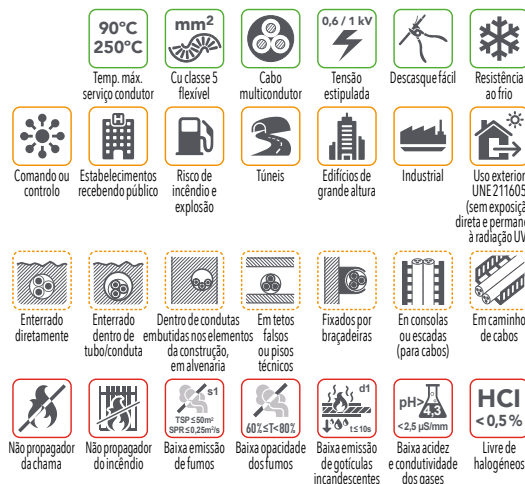 90°C
250°C
mm²
0,6 / 1 kV
Temp. máx.
serviço condutor
Cu classe 5
flexível
Cabo
multicondutor
Tensão
estipulada
Descasque fácil
Resistência
ao frio
H
Comando ou
controlo
Estabelecimentos
recebendo público
Risco de
incêndio e
explosão
Túneis
Edifícios de
grande altura
Industrial
Uso exterior
UNE 211605
(sem exposiçã
direta e permane
à radiação UV
Enterrado
diretamente
Enterrado
dentro de
tubo/conduta
Dentro de condutas
embutidas nos elementos
da construção,
em alvenaria
Em tetos
falsos
ou pisos
técnicos
Fixados por
braçadeiras
En consolas
ou escadas
(para cabos)
Em caminho
de cabos
s1
TSP≤50m²
SPR≤0,25m²/s
60%≤T<80%
d1
t≤10s
pH>4,3
<2,5 µS/mm
HCI
< 0,5 %
Não propagador
da chama
Não propagador
do incêndio
Baixa emissão
de fumos
Baixa opacidade
dos fumos
Baixa emissão
de gotículas
incandescentes
Baixa acidez
e condutividade
dos gases
Livre de
halogéneos